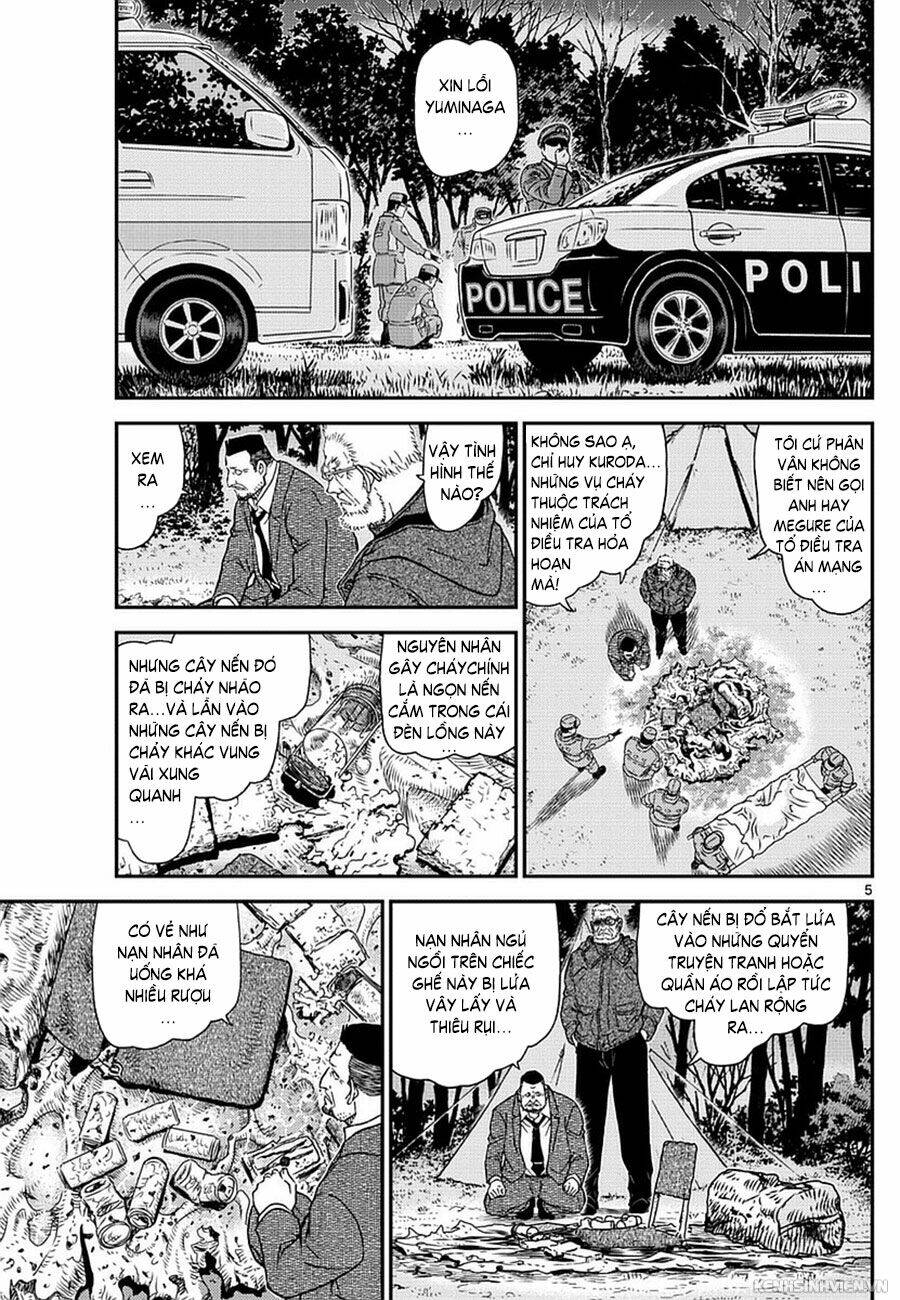 XIN LỖI
YUMINAGA
...
POLICE
POLI
TÔI CỨ PHÂN
VÂN KHÔNG
BIẾT NÊN GỌI
ANH HAY
MEGURE CỦA
TỔ ĐIỀU TRA
ÁN MẠNG
...
KHÔNG SAO Ạ,
CHỈ HUY KURODA...
NHỮNG VỤ CHÁY
THUỘC TRÁCH
NHIỆM CỦA TỔ
ĐIỀU TRA HỎA
HOẠN
MÀ!
VẬY TÌNH
HÌNH THẾ
NÀO?
XEM
RA
...
NGUYÊN NHÂN
GÂY CHÁYCHÍNH
LÀ NGỌN NẾN
CẮM TRONG CÁI
ĐÈN LỒNG NÀY
...
NHƯNG CÂY NẾN ĐÓ
ĐÃ BỊ CHÁY NHÃO
RA...VÀ LẪN VÀO
NHỮNG CÂY NẾN BỊ
CHÁY KHÁC VUNG
VÃI XUNG
QUANH
...
5
CÂY NẾN BỊ ĐỔ BẮT LỬA
VÀO NHỮNG QUYỂN
TRUYỆN TRANH HOẶC
QUẦN ÁO RỒI LẬP TỨC
CHÁY LAN RỘNG
RA...
NẠN NHÂN NGỦ
NGỒI TRÊN CHIẾC
GHẾ NÀY BỊ LỬA
VÂY LẤY VÀ
THIÊU RỤI...
CÓ VẺ NHƯ
NẠN NHÂN ĐÃ
UỐNG KHÁ
NHIỀU RƯỢU
...
KENHSINHVIEN.VN